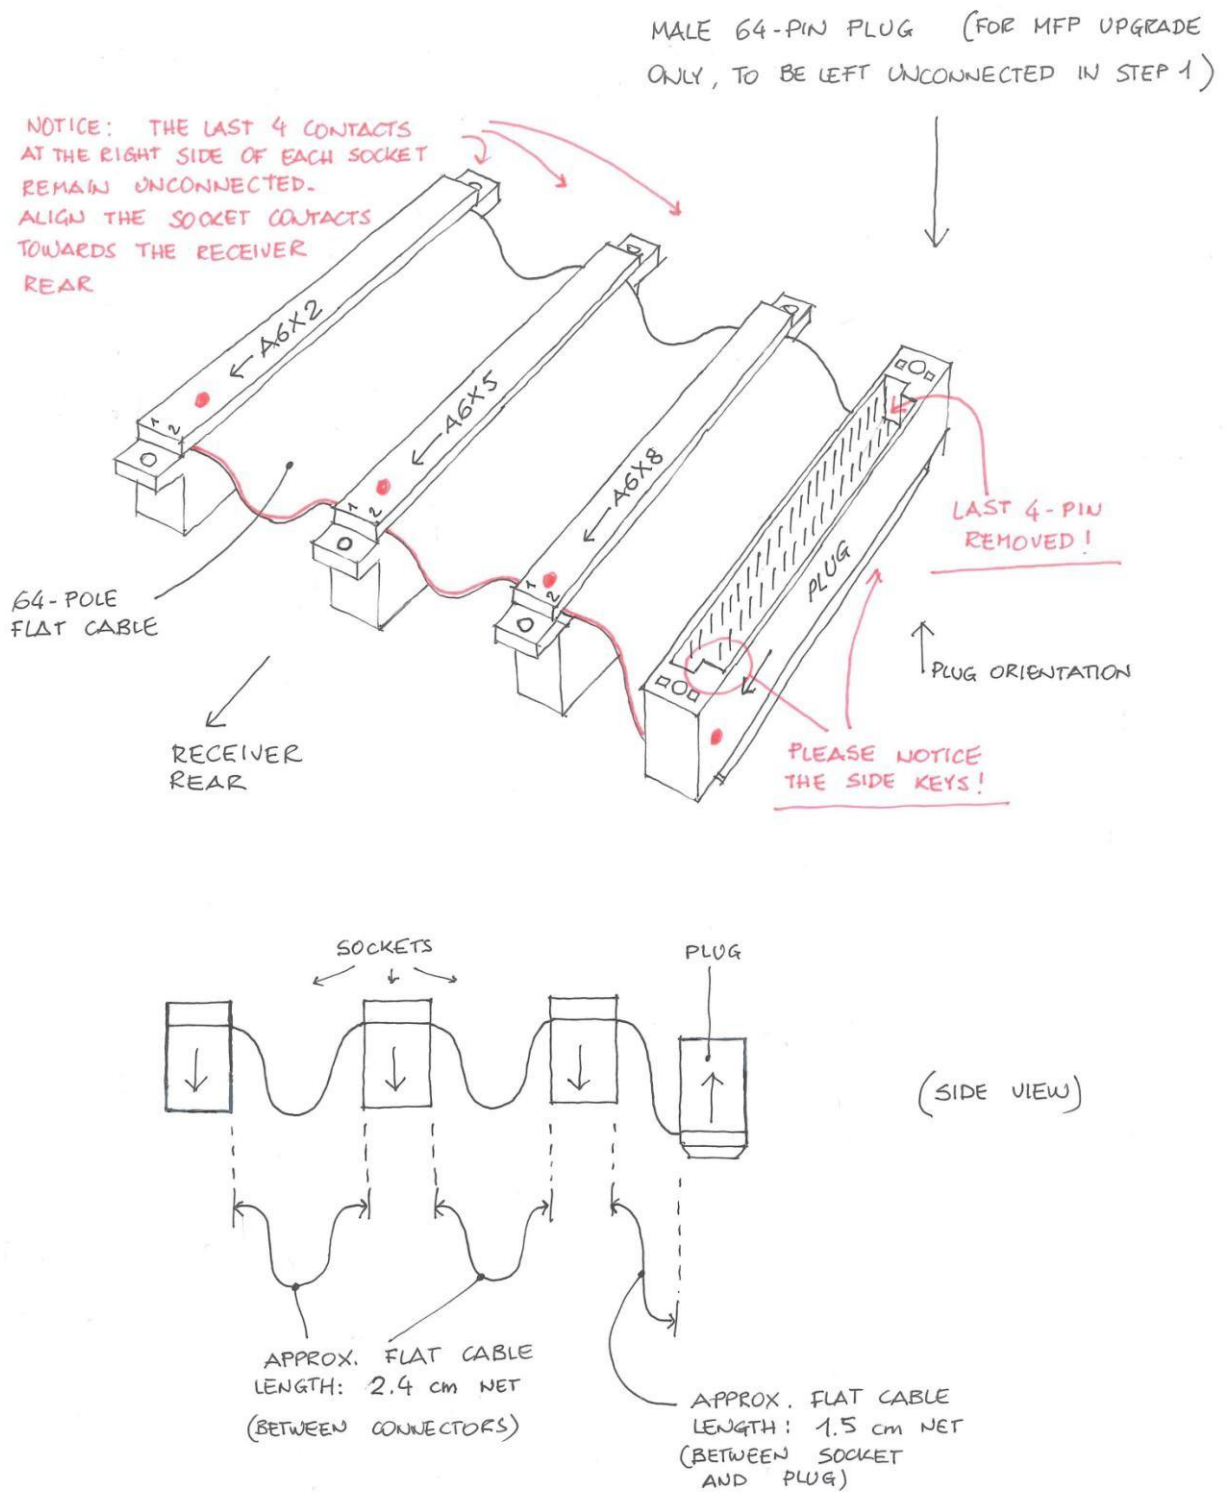 MALE 64-PIN PLUG (FOR MFP UPGRADE
ONLY, TO BE LEFT UNCONNECTED IN STEP 1)
NOTICE: THE LAST 4 CONTACTS
AT THE RIGHT SIDE OF EACH SOCKET
REMAIN UNCONNECTED.
ALIGN THE SOCKET CONTACTS
TOWARDS THE RECEIVER
REAR
← A6X2
1 2
← A6X5
1 2
← A6X8
1 2
PLUG
LAST 4-PIN
REMOVED!
64-POLE
FLAT CABLE
PLUG ORIENTATION
RECEIVER
REAR
PLEASE NOTICE
THE SIDE KEYS!
SOCKETS
PLUG
(SIDE VIEW)
APPROX. FLAT CABLE
LENGTH: 2.4 cm NET
(BETWEEN CONNECTORS)
APPROX. FLAT CABLE
LENGTH: 1.5 cm NET
(BETWEEN SOCKET
AND PLUG)